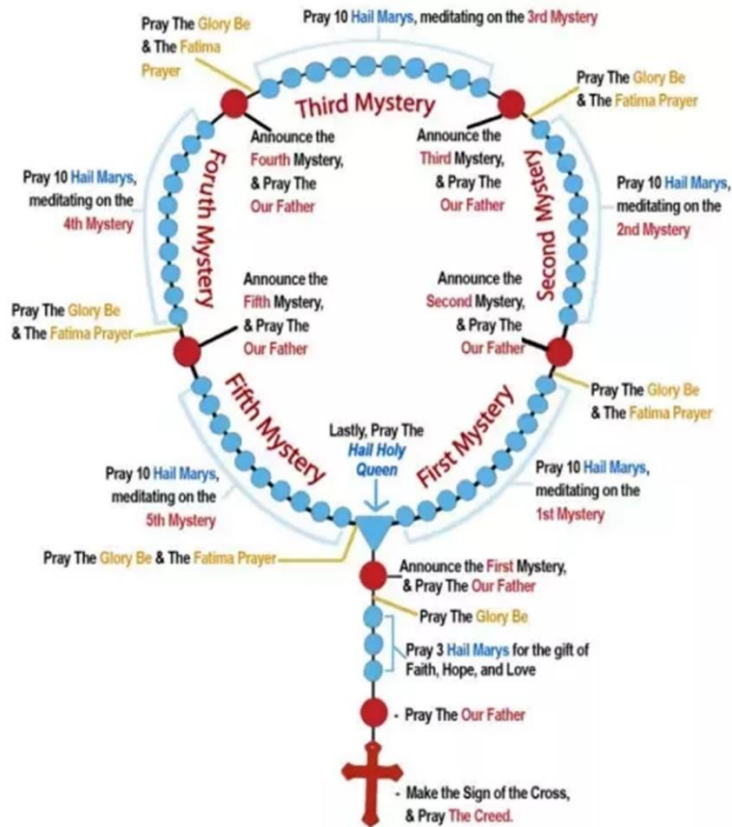 Pray 10 Hail Marys, meditating on the 3rd Mystery
Pray The Glory Be
& The Fatima
Prayer
Pray The Glory Be
& The Fatima Prayer
Third Mystery
Announce the
Fourth Mystery,
& Pray The
Our Father
Announce the
Third Mystery,
& Pray The
Our Father
Pray 10 Hail Marys,
meditating on the
4th Mystery
Foruth Mystery
Second Mystery
Pray 10 Hail Marys,
meditating on the
2nd Mystery
Announce the
Fifth Mystery,
& Pray The
Our Father
Announce the
Second Mystery,
& Pray The
Our Father
Pray The Glory Be
& The Fatima Prayer
Pray The Glory Be
& The Fatima Prayer
Fifth Mystery
First Mystery
Lastly, Pray The
Hail Holy
Queen
Pray 10 Hail Marys,
meditating on the
5th Mystery
Pray 10 Hail Marys,
meditating on the
1st Mystery
Pray The Glory Be & The Fatima Prayer
Announce the First Mystery,
& Pray The Our Father
Pray The Glory Be
Pray 3 Hail Marys for the gift of
Faith, Hope, and Love
- Pray The Our Father
- Make the Sign of the Cross,
& Pray The Creed.